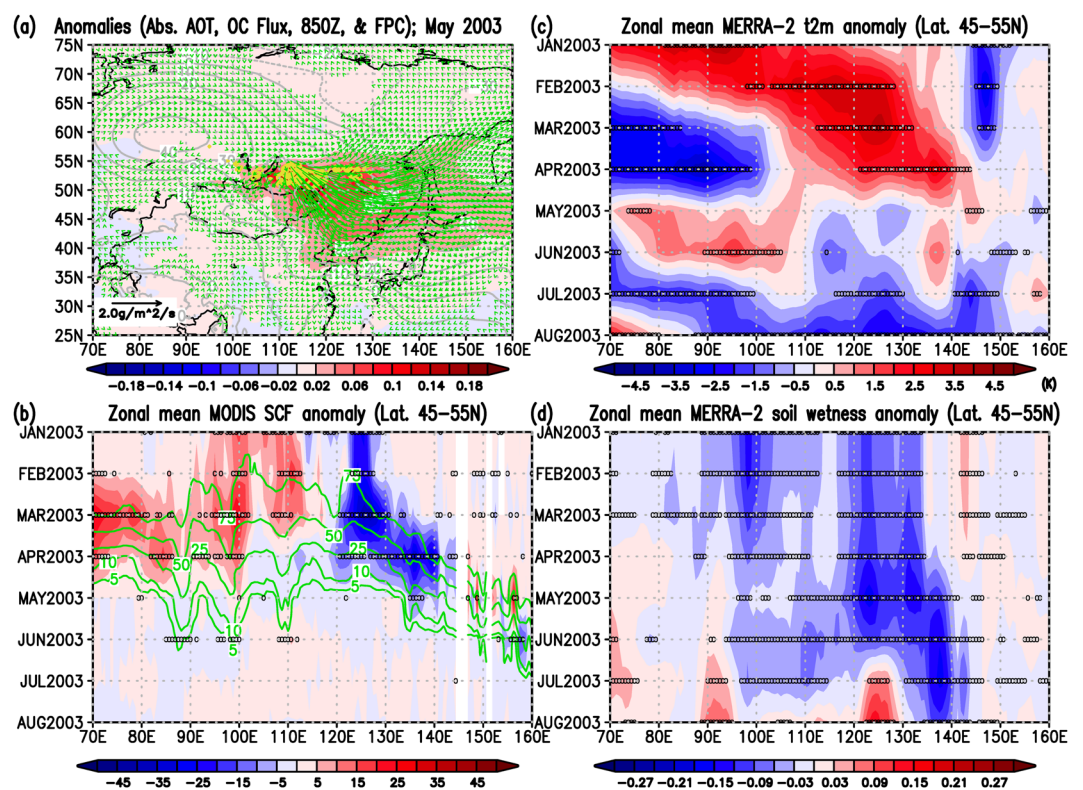 (a) Anomalies (Abs. AOT, OC Flux, 850Z, & FPC); May 2003
75N
70N
65N
60N
55N
50N
45N
40N
35N
30N
25N
40
30
2.0g/m^2/s
70E 80E 90E 100E 110E 120E 130E 140E 150E 160E
-0.18 -0.14 -0.1 -0.06 -0.02 0.02 0.06 0.1 0.14 0.18
(c) Zonal mean MERRA-2 t2m anomaly (Lat. 45-55N)
JAN2003
FEB2003
MAR2003
APR2003
MAY2003
JUN2003
JUL2003
AUG2003
70E 80E 90E 100E 110E 120E 130E 140E 150E 160E
-4.5 -3.5 -2.5 -1.5 -0.5 0.5 1.5 2.5 3.5 4.5 (K)
(b) Zonal mean MODIS SCF anomaly (Lat. 45-55N)
JAN2003
FEB2003
MAR2003
APR2003
MAY2003
JUN2003
JUL2003
AUG2003
75
75
50
25
25
10
50
10
5
5
10
5
70E 80E 90E 100E 110E 120E 130E 140E 150E 160E
-45 -35 -25 -15 -5 5 15 25 35 45
(d) Zonal mean MERRA-2 soil wetness anomaly (Lat. 45-55N)
JAN2003
FEB2003
MAR2003
APR2003
MAY2003
JUN2003
JUL2003
AUG2003
70E 80E 90E 100E 110E 120E 130E 140E 150E 160E
-0.27 -0.21 -0.15 -0.09 -0.03 0.03 0.09 0.15 0.21 0.27